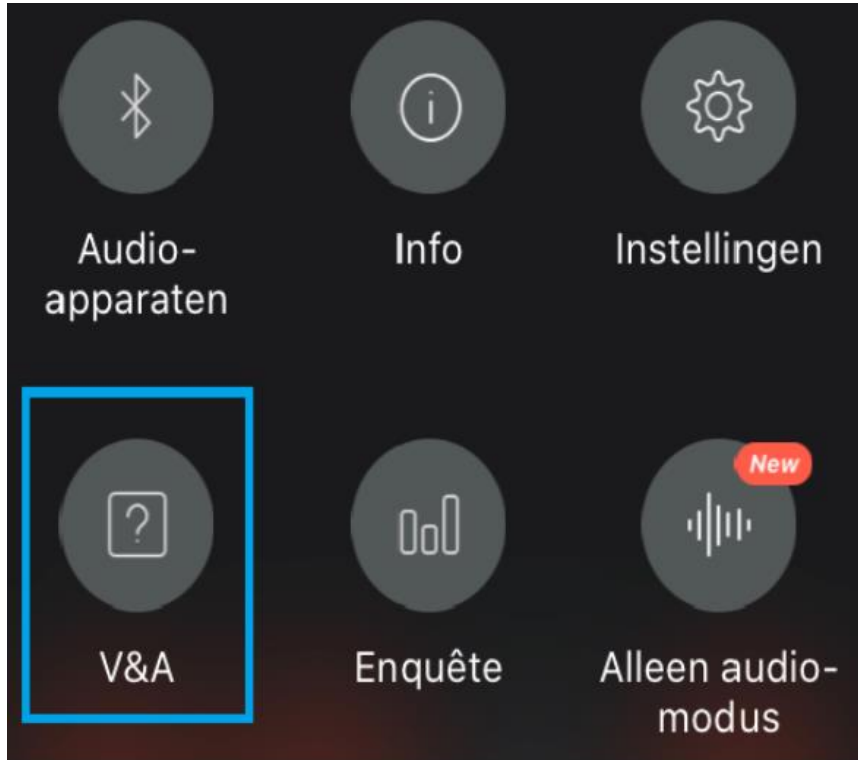 Audio-
apparaten
Info
Instellingen
New
V&A
Enquête
Alleen audio-
modus